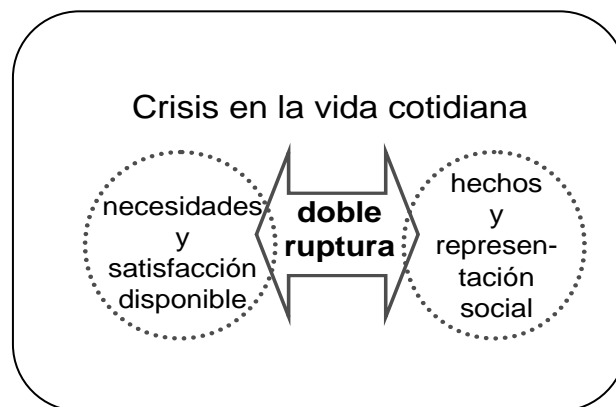 Crisis en la vida cotidiana
necesidades
y
satisfacción
disponible
doble
ruptura
hechos
y
represen-
tación
social